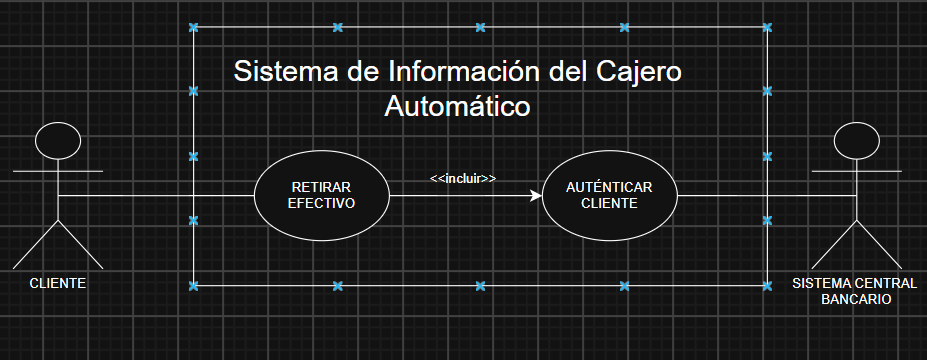 Sistema de Información del Cajero
Automático
RETIRAR
EFECTIVO
<<incluir>>
AUTÉNTICAR
CLIENTE
CLIENTE
SISTEMA CENTRAL
BANCARIO